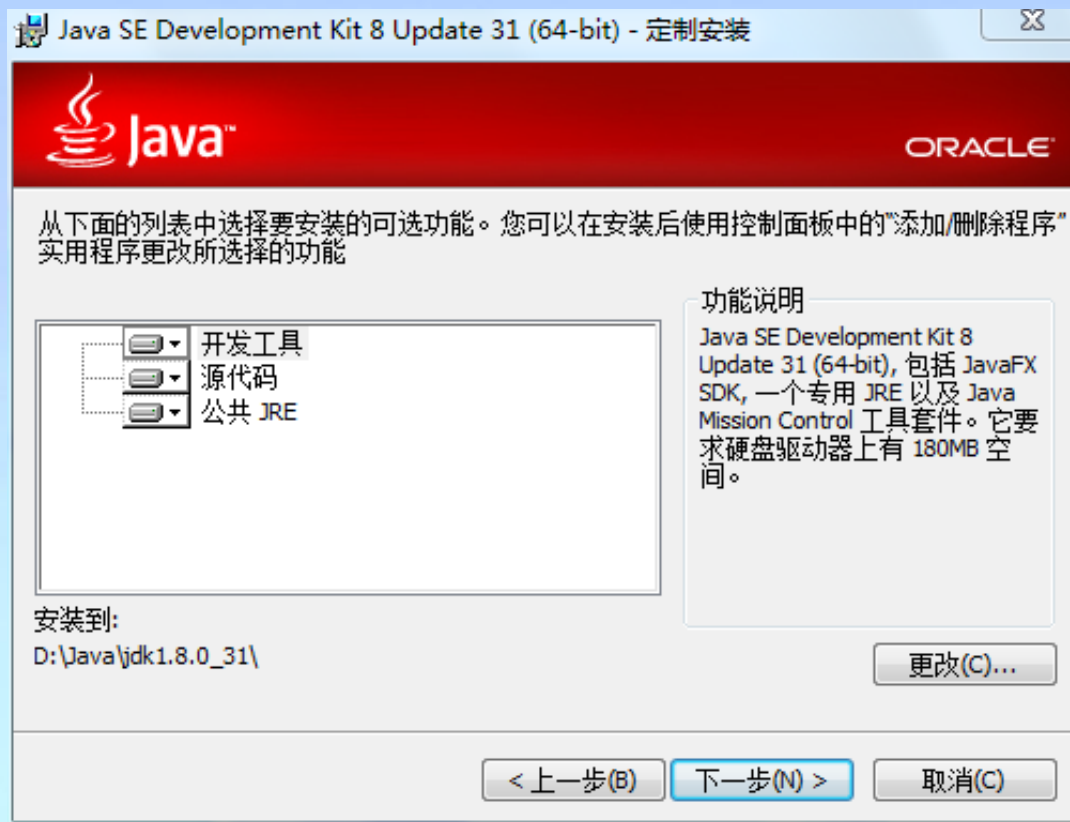 Java SE Development Kit 8 Update 31 (64-bit) - 定制安装
Java™
ORACLE
从下面的列表中选择要安装的可选功能。您可以在安装后使用控制面板中的“添加/删除程序”
实用程序更改所选择的功能
开发工具
源代码
公共 JRE
功能说明
Java SE Development Kit 8
Update 31 (64-bit), 包括 JavaFX
SDK, 一个专用 JRE 以及 Java
Mission Control 工具套件。它要
求硬盘驱动器上有 180MB 空
间。
安装到:
D:\Java\jdk1.8.0_31\
更改(C)...
< 上一步(B)
下一步(N) >
取消(C)